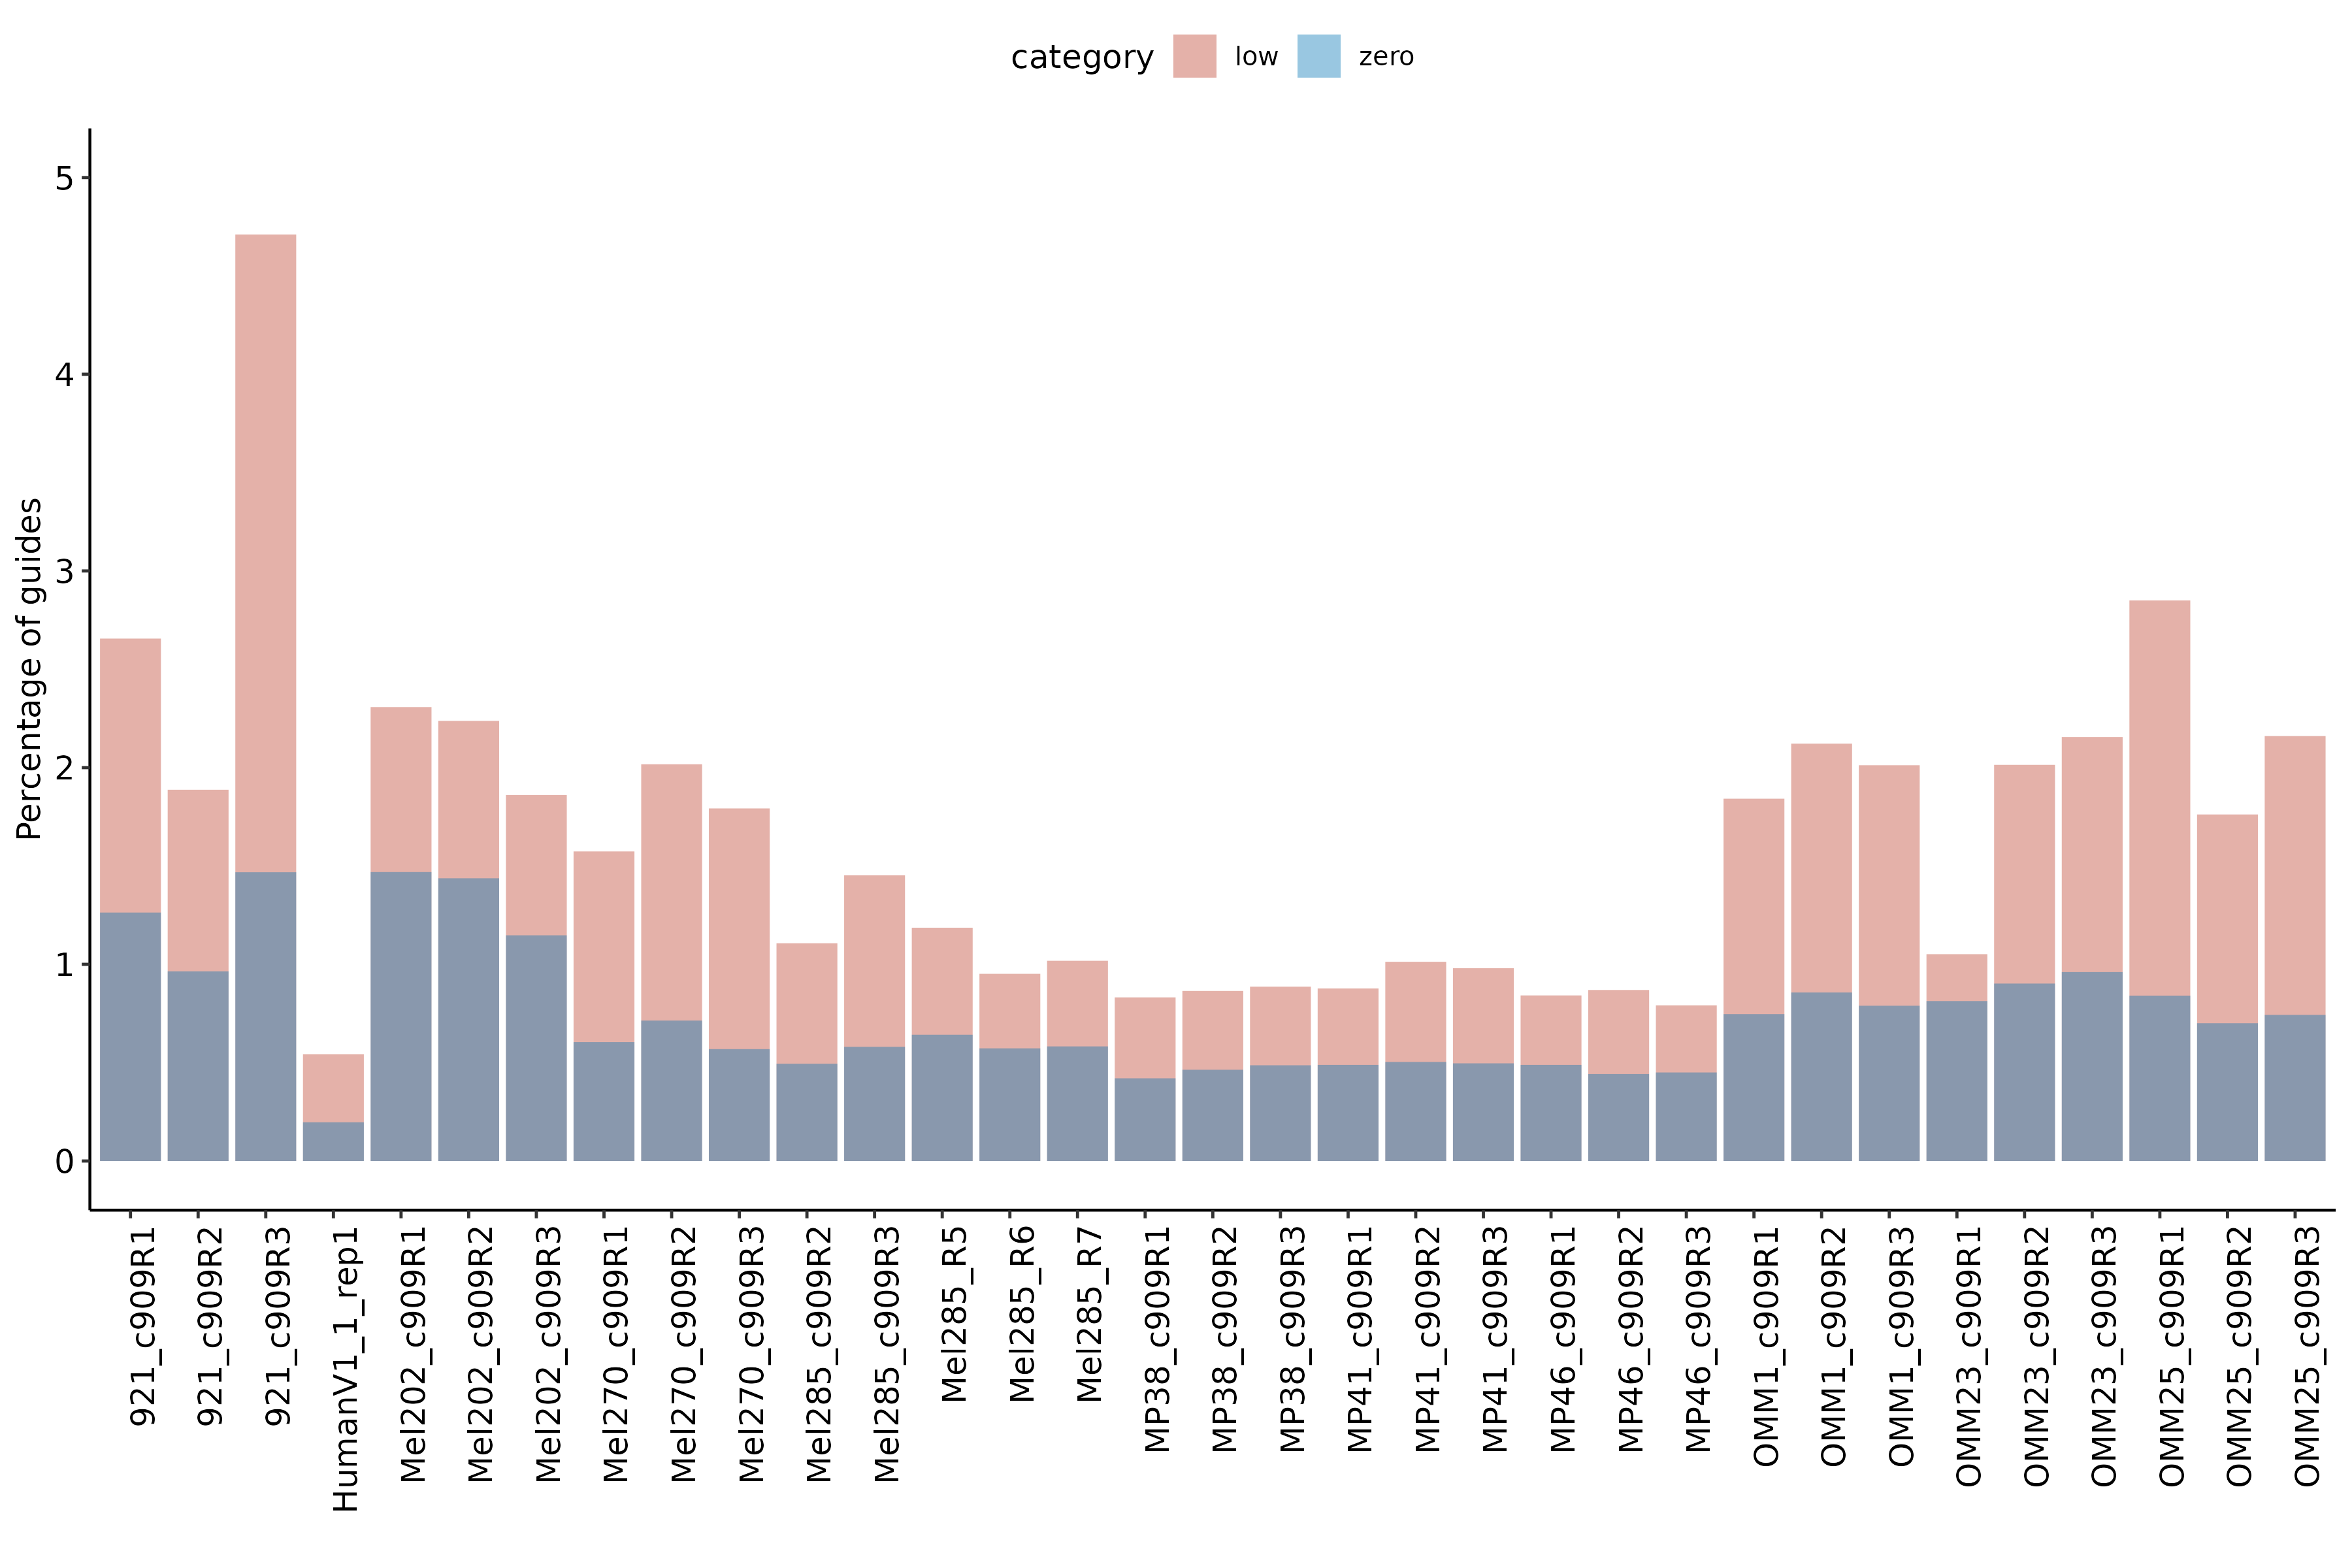 category low zero
Percentage of guides
5
4
3
2
1
0
921_c909R1
921_c909R2
921_c909R3
HumanV1_1_rep1
Mel202_c909R1
Mel202_c909R2
Mel202_c909R3
Mel270_c909R1
Mel270_c909R2
Mel270_c909R3
Mel285_c909R2
Mel285_c909R3
Mel285_R5
Mel285_R6
Mel285_R7
MP38_c909R1
MP38_c909R2
MP38_c909R3
MP41_c909R1
MP41_c909R2
MP41_c909R3
MP46_c909R1
MP46_c909R2
MP46_c909R3
OMM1_c909R1
OMM1_c909R2
OMM1_c909R3
OMM23_c909R1
OMM23_c909R2
OMM23_c909R3
OMM25_c909R1
OMM25_c909R2
OMM25_c909R3